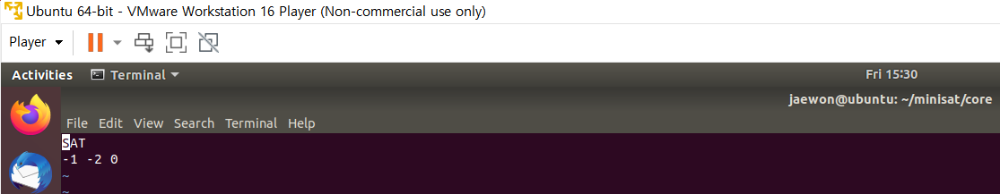 Ubuntu 64-bit - VMware Workstation 16 Player (Non-commercial use only)
Player
Activities Terminal Fri 15:30
jaewon@ubuntu: ~/minisat/core
File Edit View Search Terminal Help
SAT
-1 -2 0
~
~